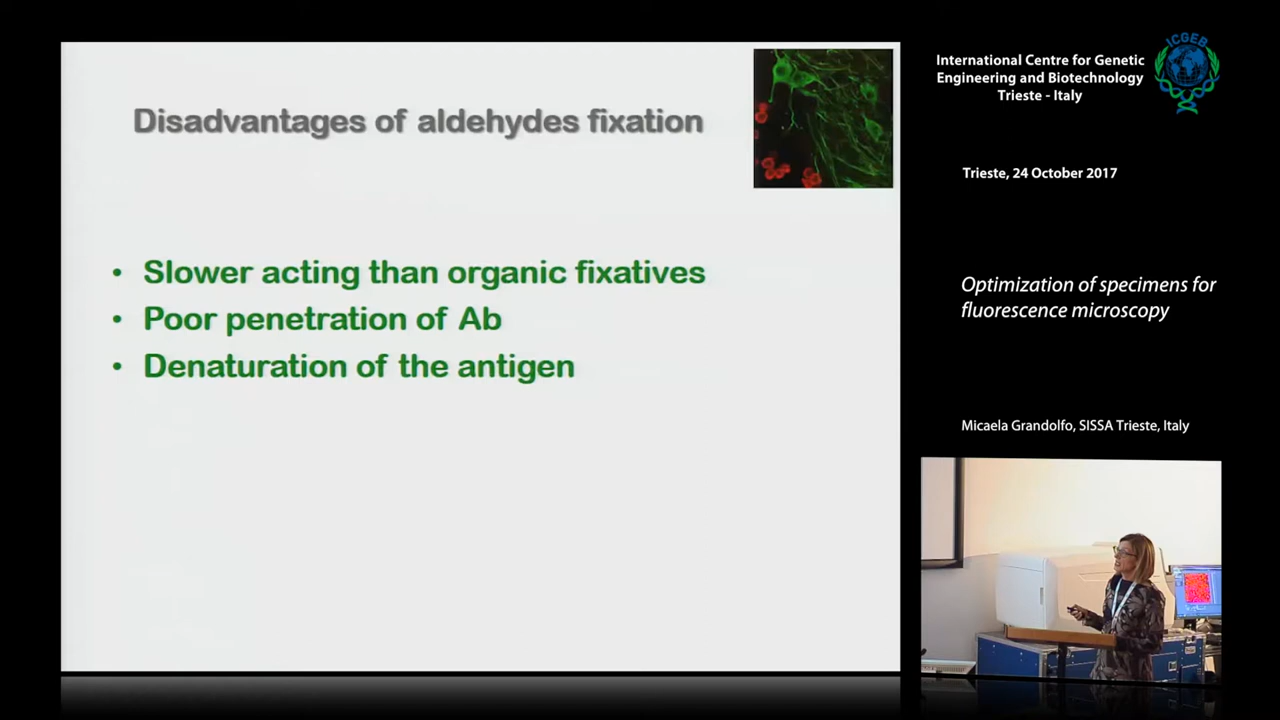 Disadvantages of aldehydes fixation
• Slower acting than organic fixatives
• Poor penetration of Ab
• Denaturation of the antigen
International Centre for Genetic
Engineering and Biotechnology
Trieste - Italy
ICGEB
Trieste, 24 October 2017
Optimization of specimens for
fluorescence microscopy
Micaela Grandolfo, SISSA Trieste, Italy